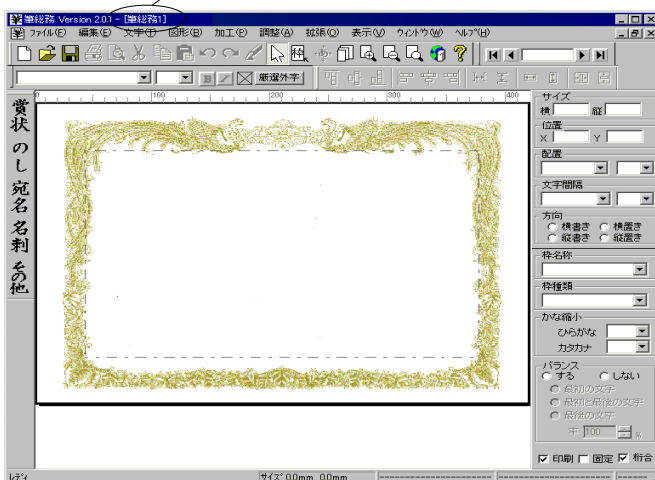 筆総務 Version 2.0.1 - [筆総務1]
ファイル(F) 編集(E) 文字(T) 図形(B) 加工(P) 調整(A) 拡張(O) 表示(V) ウィンドウ(W) ヘルプ(H)
枠
B I 厳選外字
100 200 300 400
賞状
のし
宛名
名刺
その他
サイズ
横 縦
位置
X Y
配置
文字間隔
方向
横書き 横置き
縦書き 縦置き
枠名称
枠種類
かな縮小
ひらがな
カタカナ
バランス
する しない
最初の文字
最初と最後の文字
最後の文字
100 %
印刷 固定 桁合
レディ サイズ 0.0mm 0.0mm